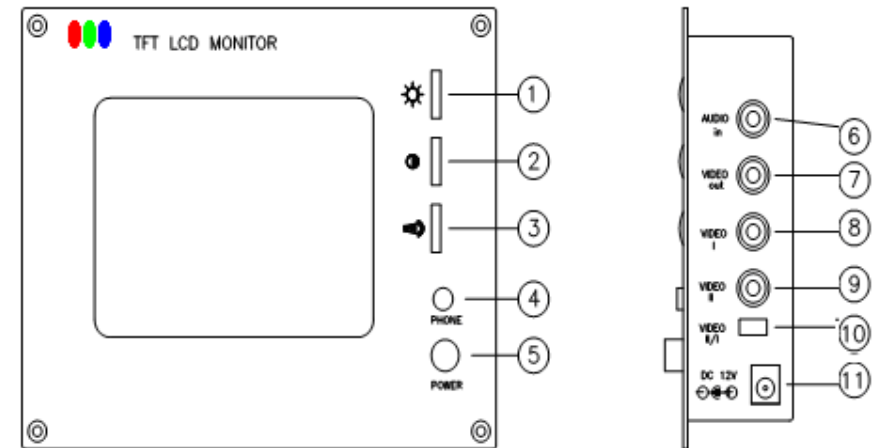 TFT LCD MONITOR
1
2
3
4
PHONE
5
POWER
AUDIO
in
6
VIDEO
out
7
VIDEO
I
8
VIDEO
II
9
VIDEO
II/I
10
DC 12V
11